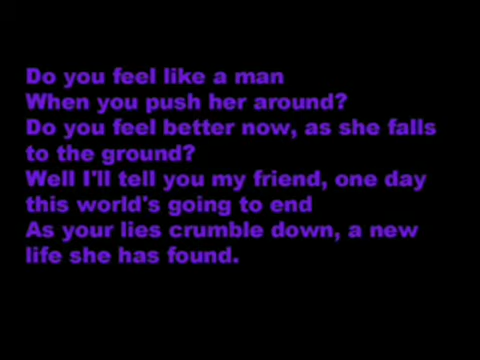 Do you feel like a man
When you push her around?
Do you feel better now, as she falls
to the ground?
Well I'll tell you my friend, one day
this world's going to end
As your lies crumble down, a new
life she has found.